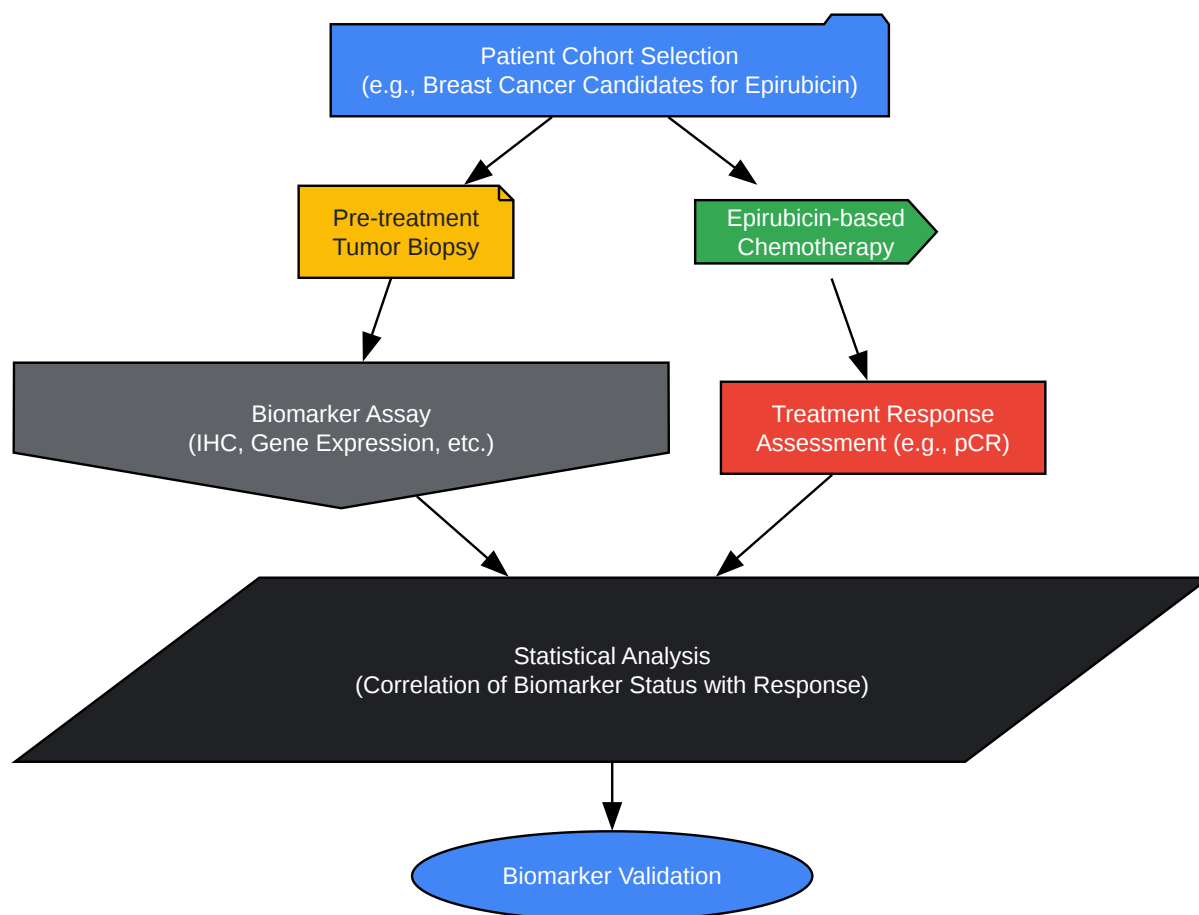 Patient Cohort Selection
(e.g., Breast Cancer Candidates for Epirubicin)
Pre-treatment
Tumor Biopsy
Epirubicin-based
Chemotherapy
Biomarker Assay
(IHC, Gene Expression, etc.)
Treatment Response
Assessment (e.g., pCR)
Statistical Analysis
(Correlation of Biomarker Status with Response)
Biomarker Validation